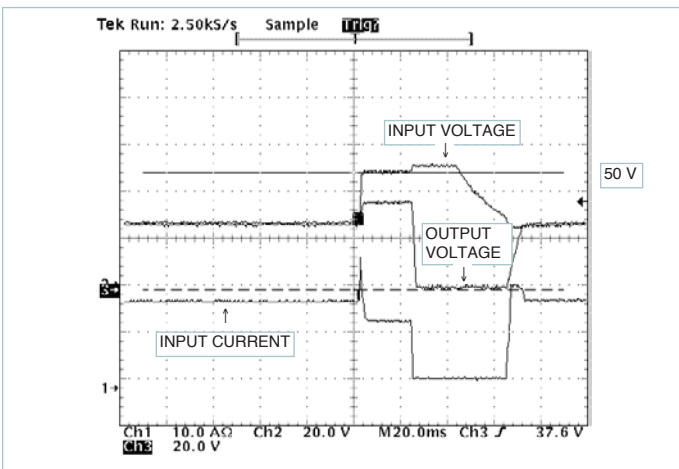 Tek Run: 2.50kS/s Sample Trig?
INPUT VOLTAGE
50 V
OUTPUT
VOLTAGE
INPUT CURRENT
1
Ch1 10.0 AΩ Ch2 20.0 V M20.0ms Ch3 37.6 V
Ch3 20.0 V